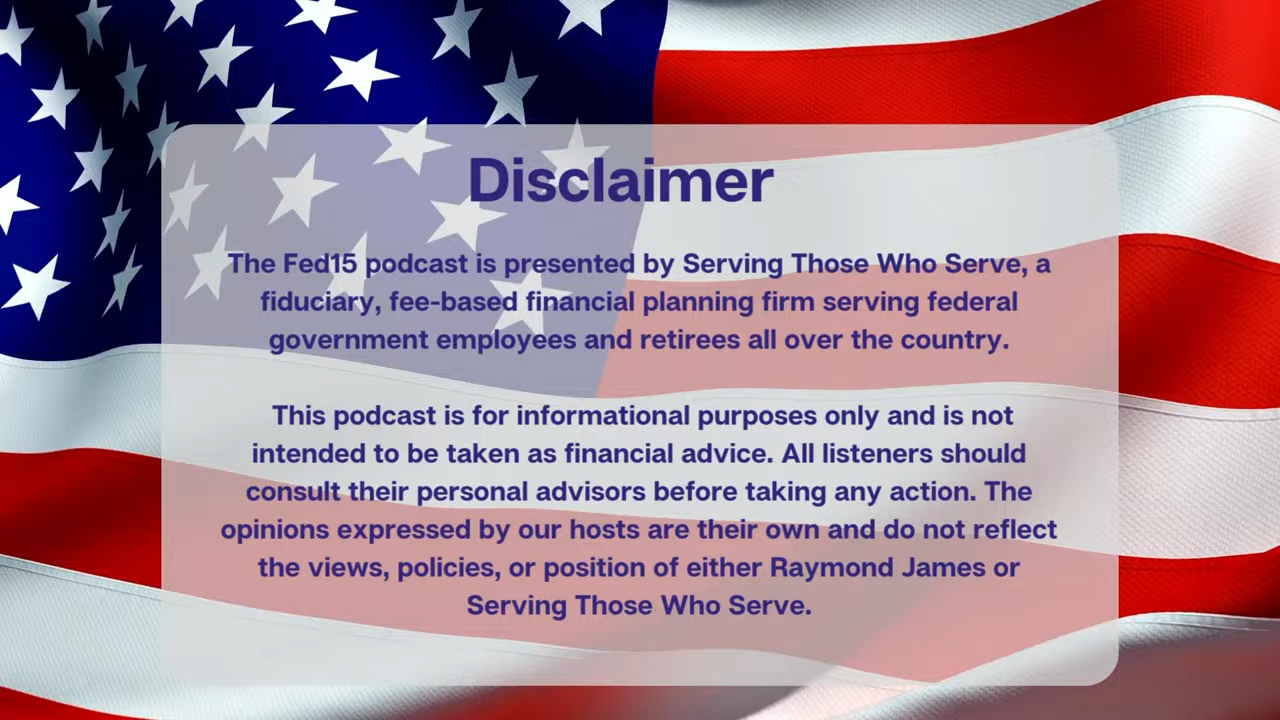 Disclaimer
The Fed15 podcast is presented by Serving Those Who Serve, a
fiduciary, fee-based financial planning firm serving federal
government employees and retirees all over the country.
This podcast is for informational purposes only and is not
intended to be taken as financial advice. All listeners should
consult their personal advisors before taking any action. The
opinions expressed by our hosts are their own and do not reflect
the views, policies, or position of either Raymond James or
Serving Those Who Serve.